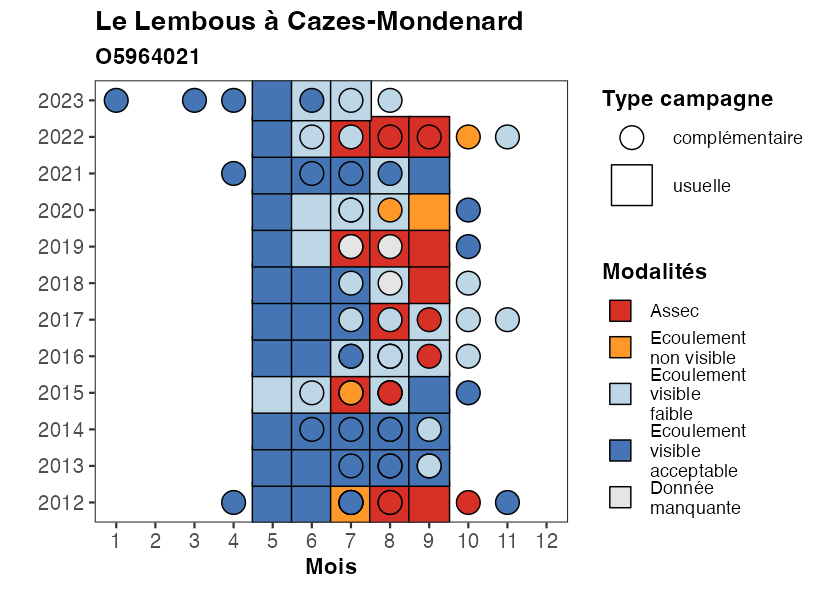 Le Lembous à Cazes-Mondenard
O5964021
2023
2022
2021
2020
2019
2018
2017
2016
2015
2014
2013
2012
1 2 3 4 5 6 7 8 9 10 11 12
Mois
Type campagne
complémentaire
usuelle
Modalités
Assec
Ecoulement
non visible
Ecoulement
visible
faible
Ecoulement
visible
acceptable
Donnée
manquante